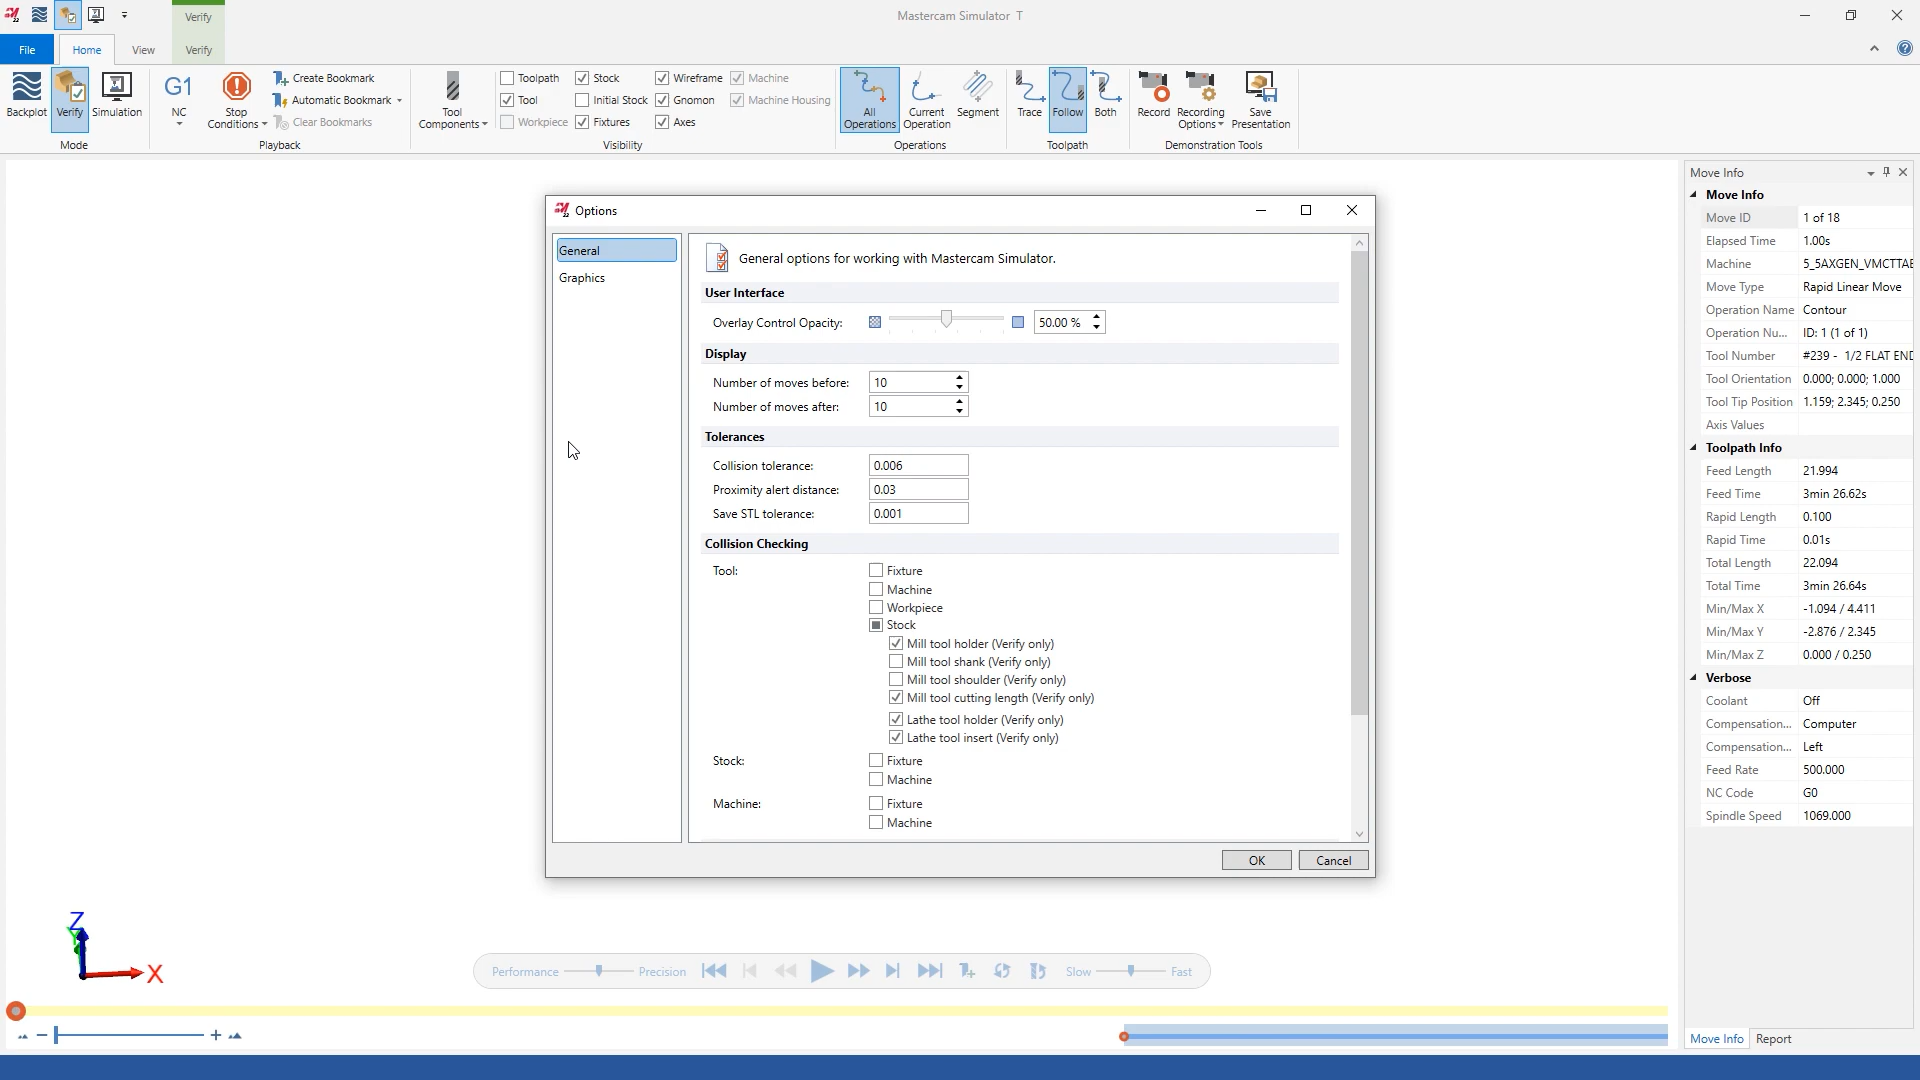 Verify
Mastercam Simulator T
File
Home
View
Verify
Backplot
Verify
Simulation
Mode
G1
NC
Stop
Conditions
Create Bookmark
Automatic Bookmark
Clear Bookmarks
Playback
Tool
Components
Toolpath
Stock
Wireframe
Machine
Tool
Initial Stock
Gnomon
Machine Housing
Workpiece
Fixtures
Axes
Visibility
All
Operations
Current
Operation
Segment
Operations
Trace
Follow
Both
Toolpath
Record
Recording
Options
Save
Presentation
Demonstration Tools
Options
General
Graphics
General options for working with Mastercam Simulator.
User Interface
Overlay Control Opacity:
50.00 %
Display
Number of moves before: 10
Number of moves after: 10
Tolerances
Collision tolerance: 0.006
Proximity alert distance: 0.03
Save STL tolerance: 0.001
Collision Checking
Tool:
Fixture
Machine
Workpiece
Stock
Mill tool holder (Verify only)
Mill tool shank (Verify only)
Mill tool shoulder (Verify only)
Mill tool cutting length (Verify only)
Lathe tool holder (Verify only)
Lathe tool insert (Verify only)
Stock:
Fixture
Machine
Machine:
Fixture
Machine
OK
Cancel
Move Info
Move Info
Move ID 1 of 18
Elapsed Time 1.00s
Machine 5_5AXGEN_VMCTTAB
Move Type Rapid Linear Move
Operation Name Contour
Operation Nu... ID: 1 (1 of 1)
Tool Number #239 - 1/2 FLAT END
Tool Orientation 0.000; 0.000; 1.000
Tool Tip Position 1.159; 2.345; 0.250
Axis Values
Toolpath Info
Feed Length 21.994
Feed Time 3min 26.62s
Rapid Length 0.100
Rapid Time 0.01s
Total Length 22.094
Total Time 3min 26.64s
Min/Max X -1.094 / 4.411
Min/Max Y -2.876 / 2.345
Min/Max Z 0.000 / 0.250
Verbose
Coolant Off
Compensation... Computer
Compensation... Left
Feed Rate 500.000
NC Code G0
Spindle Speed 1069.000
Z
Y
X
Performance
Precision
Slow
Fast
Move Info
Report